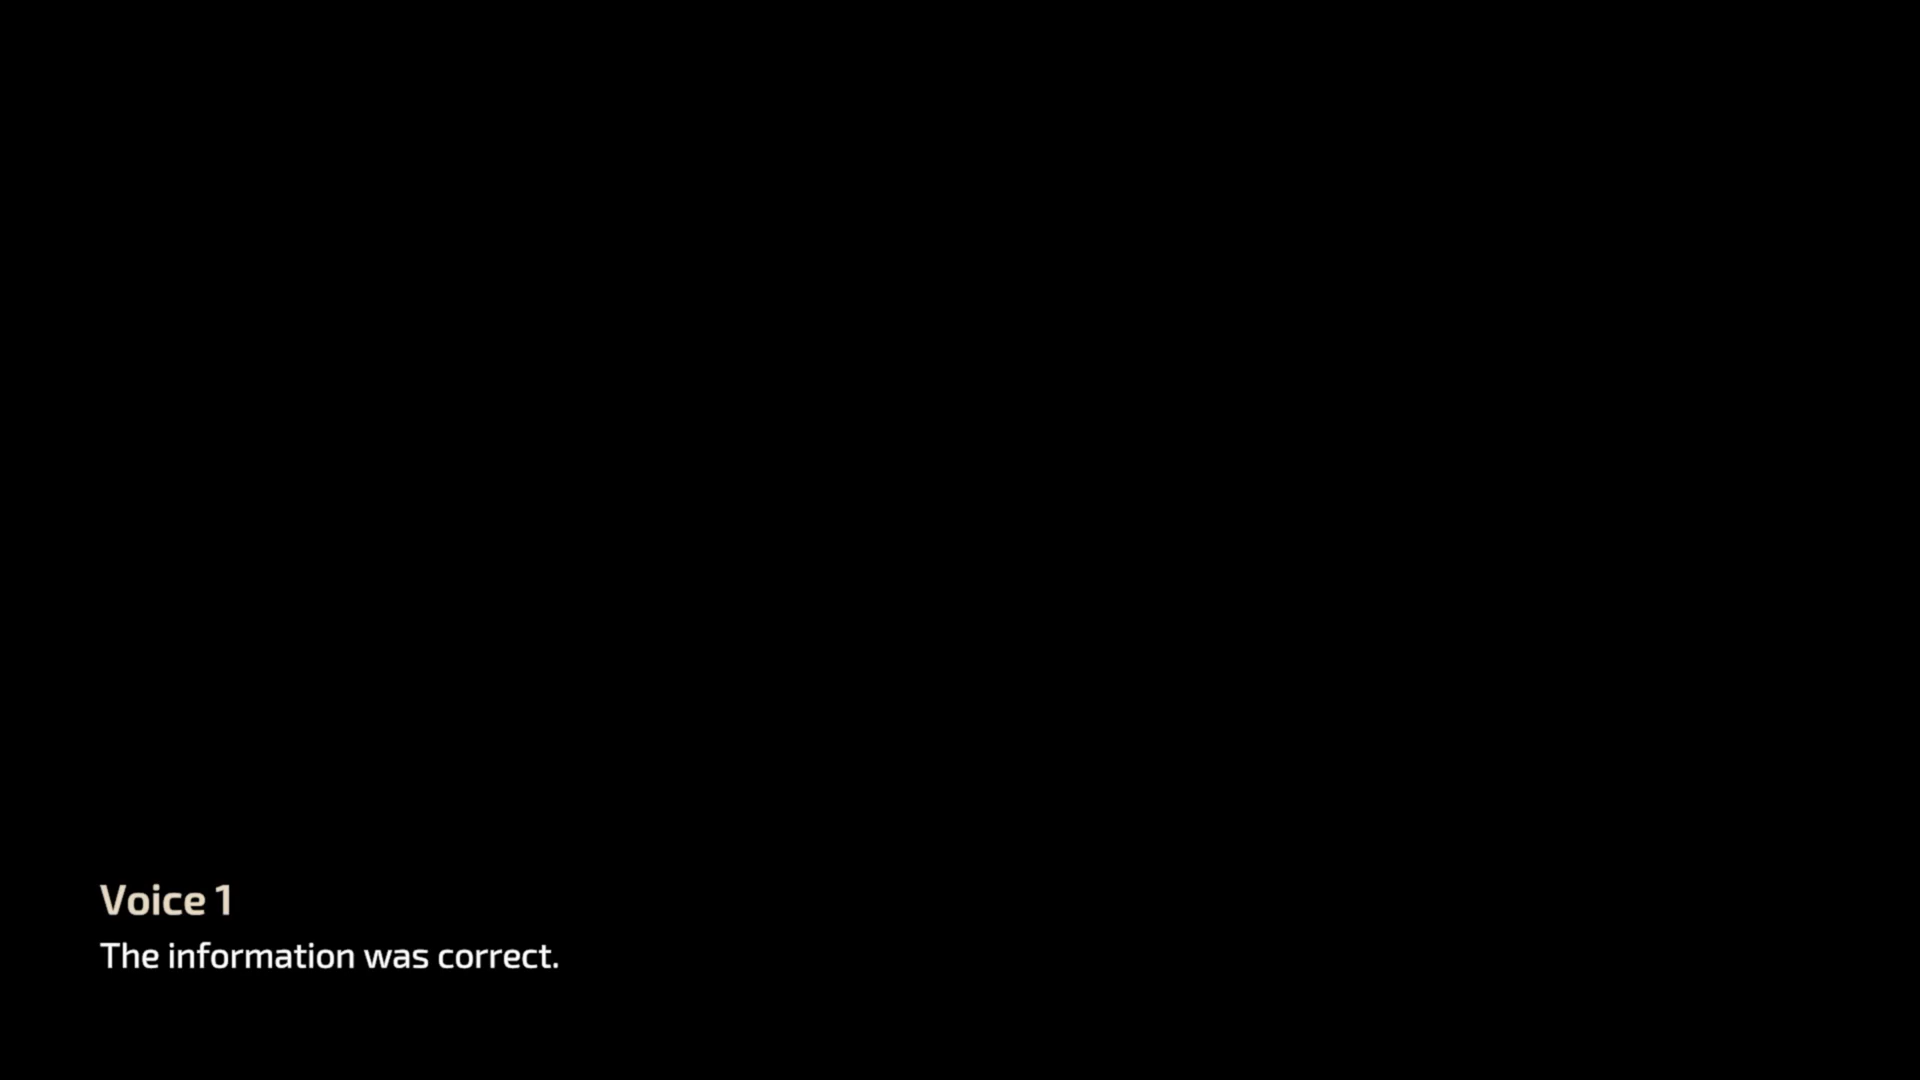 Voice 1
The information was correct.